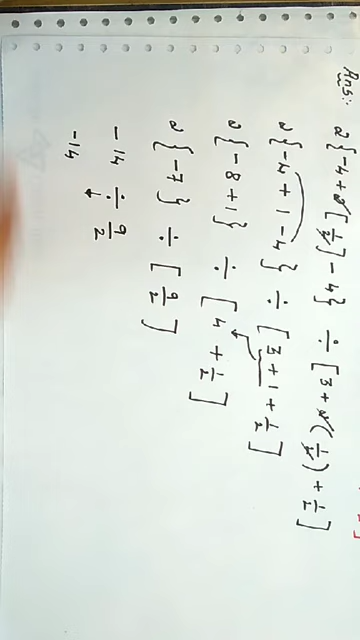 Ans:
2{-4+2[1/2]-4} ÷ [3+2(1/2)+1/2]
2{-4+1-4} ÷ [3+1+1/2]
2{-8+1} ÷ [4+1/2]
2{-7} ÷ [9/2]
-14 ÷ 9/2
-14